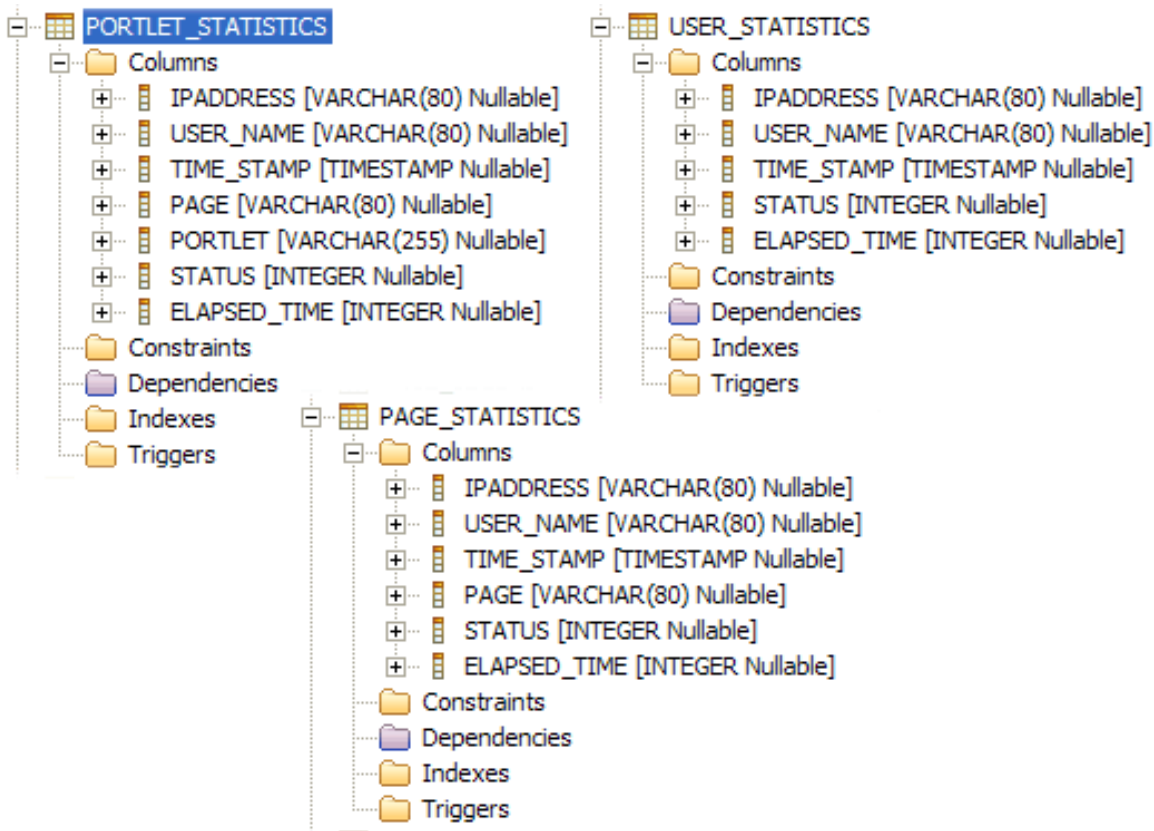 PORTLET_STATISTICS
Columns
IPADDRESS [VARCHAR(80) Nullable]
USER_NAME [VARCHAR(80) Nullable]
TIME_STAMP [TIMESTAMP Nullable]
PAGE [VARCHAR(80) Nullable]
PORTLET [VARCHAR(255) Nullable]
STATUS [INTEGER Nullable]
ELAPSED_TIME [INTEGER Nullable]
Constraints
Dependencies
Indexes
Triggers
USER_STATISTICS
Columns
IPADDRESS [VARCHAR(80) Nullable]
USER_NAME [VARCHAR(80) Nullable]
TIME_STAMP [TIMESTAMP Nullable]
STATUS [INTEGER Nullable]
ELAPSED_TIME [INTEGER Nullable]
Constraints
Dependencies
Indexes
Triggers
PAGE_STATISTICS
Columns
IPADDRESS [VARCHAR(80) Nullable]
USER_NAME [VARCHAR(80) Nullable]
TIME_STAMP [TIMESTAMP Nullable]
PAGE [VARCHAR(80) Nullable]
STATUS [INTEGER Nullable]
ELAPSED_TIME [INTEGER Nullable]
Constraints
Dependencies
Indexes
Triggers